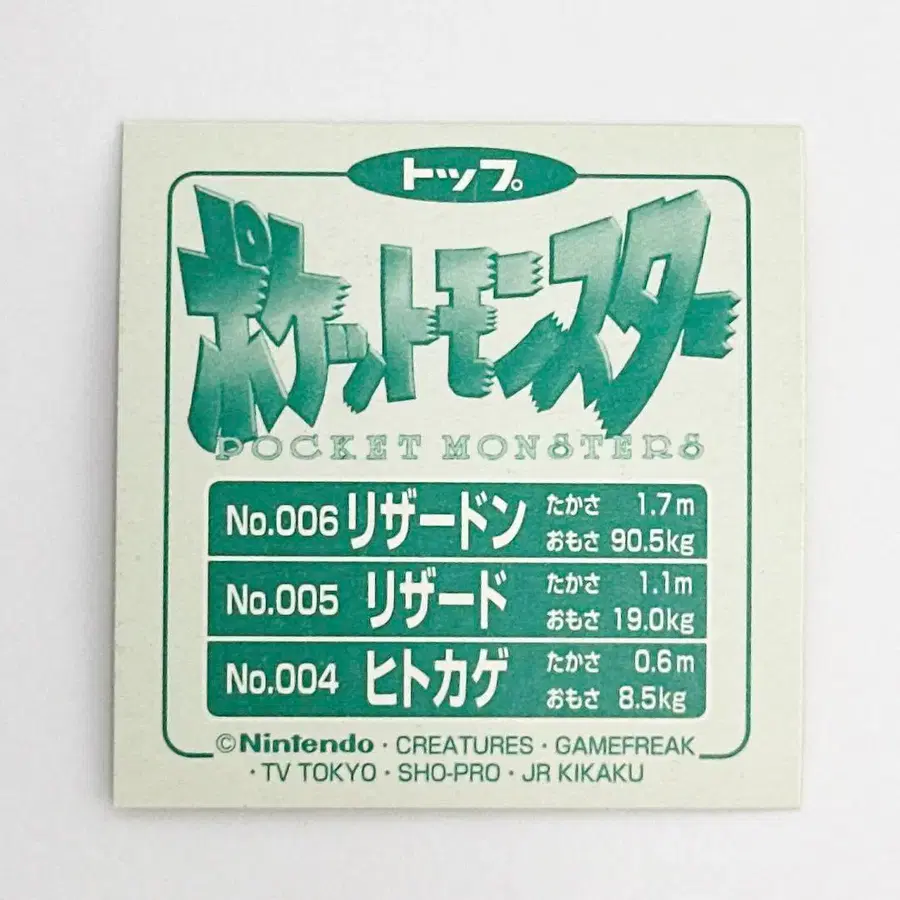 トップ。
ポケットモンスター
POCKET MONSTERS
No.006 リザードン たかさ 1.7m
おもさ 90.5kg
No.005 リザード たかさ 1.1m
おもさ 19.0kg
No.004 ヒトカゲ たかさ 0.6m
おもさ 8.5kg
©Nintendo・CREATURES・GAMEFREAK
・TV TOKYO・SHO-PRO・JR KIKAKU